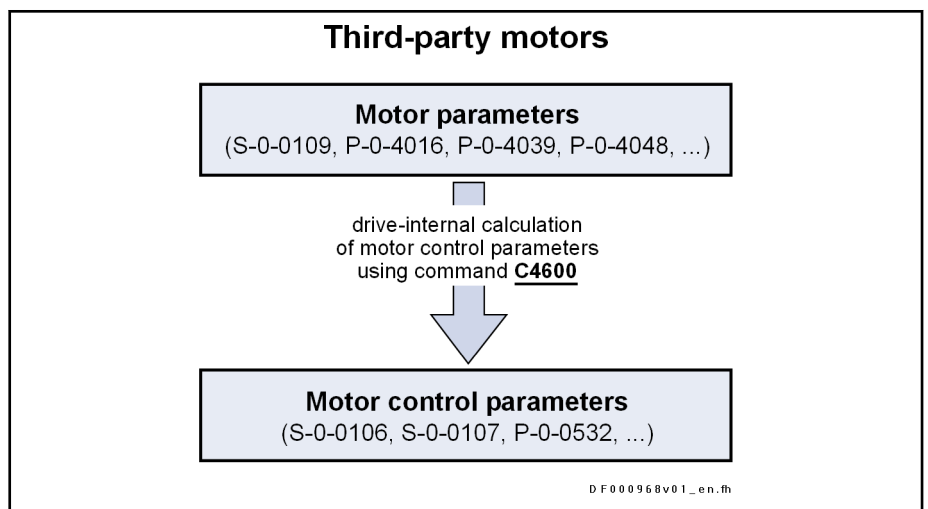 Third-party motors
Motor parameters
(S-0-0109, P-0-4016, P-0-4039, P-0-4048, ...)
drive-internal calculation
of motor control parameters
using command C4600
Motor control parameters
(S-0-0106, S-0-0107, P-0-0532, ...)
DF000968v01_en.fh